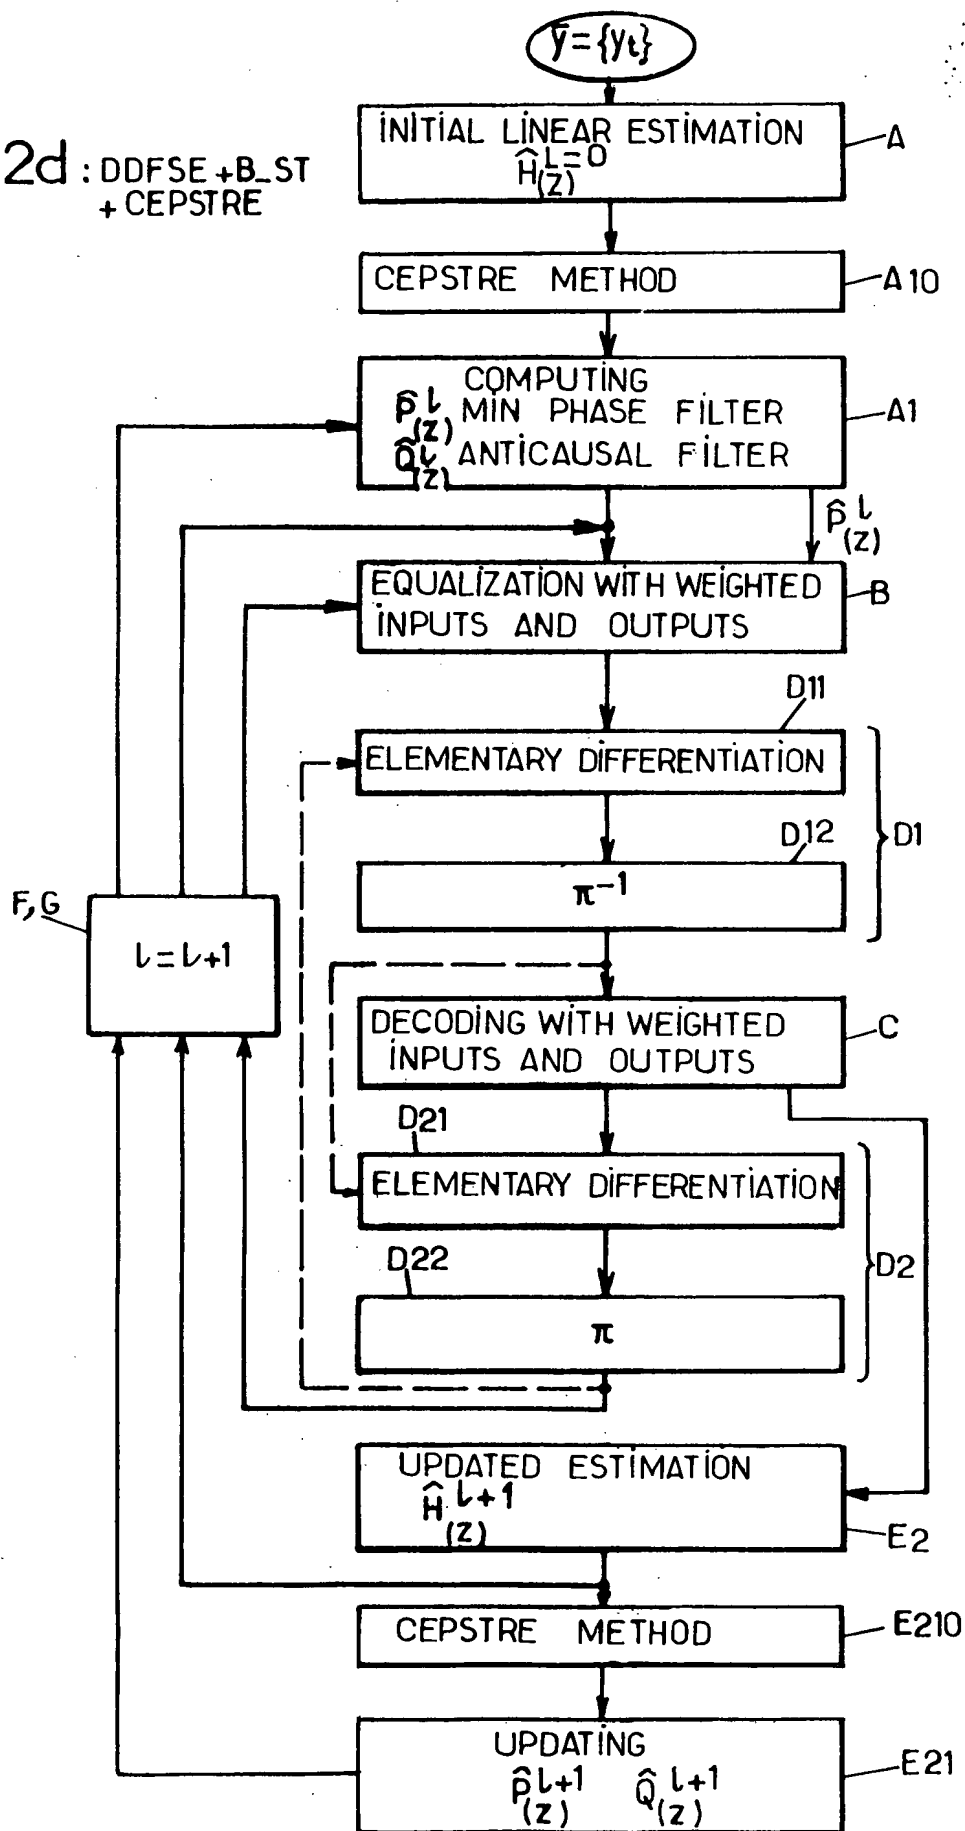 ȳ={yt}
INITIAL LINEAR ESTIMATION
Ĥ(Z)^L=0
A
2d : DDFSE +B_ST
+ CEPSTRE
CEPSTRE METHOD
A10
COMPUTING
P̂(Z)^l MIN PHASE FILTER
Q̂(Z)^l ANTICAUSAL FILTER
A1
P̂(Z)^l
EQUALIZATION WITH WEIGHTED
INPUTS AND OUTPUTS
B
D11
ELEMENTARY DIFFERENTIATION
D12
D1
π⁻¹
F,G
l=l+1
DECODING WITH WEIGHTED
INPUTS AND OUTPUTS
C
D21
ELEMENTARY DIFFERENTIATION
D22
D2
π
UPDATED ESTIMATION
Ĥ(Z)^l+1
E2
CEPSTRE METHOD
E210
UPDATING
P̂(Z)^l+1 Q̂(Z)^l+1
E21